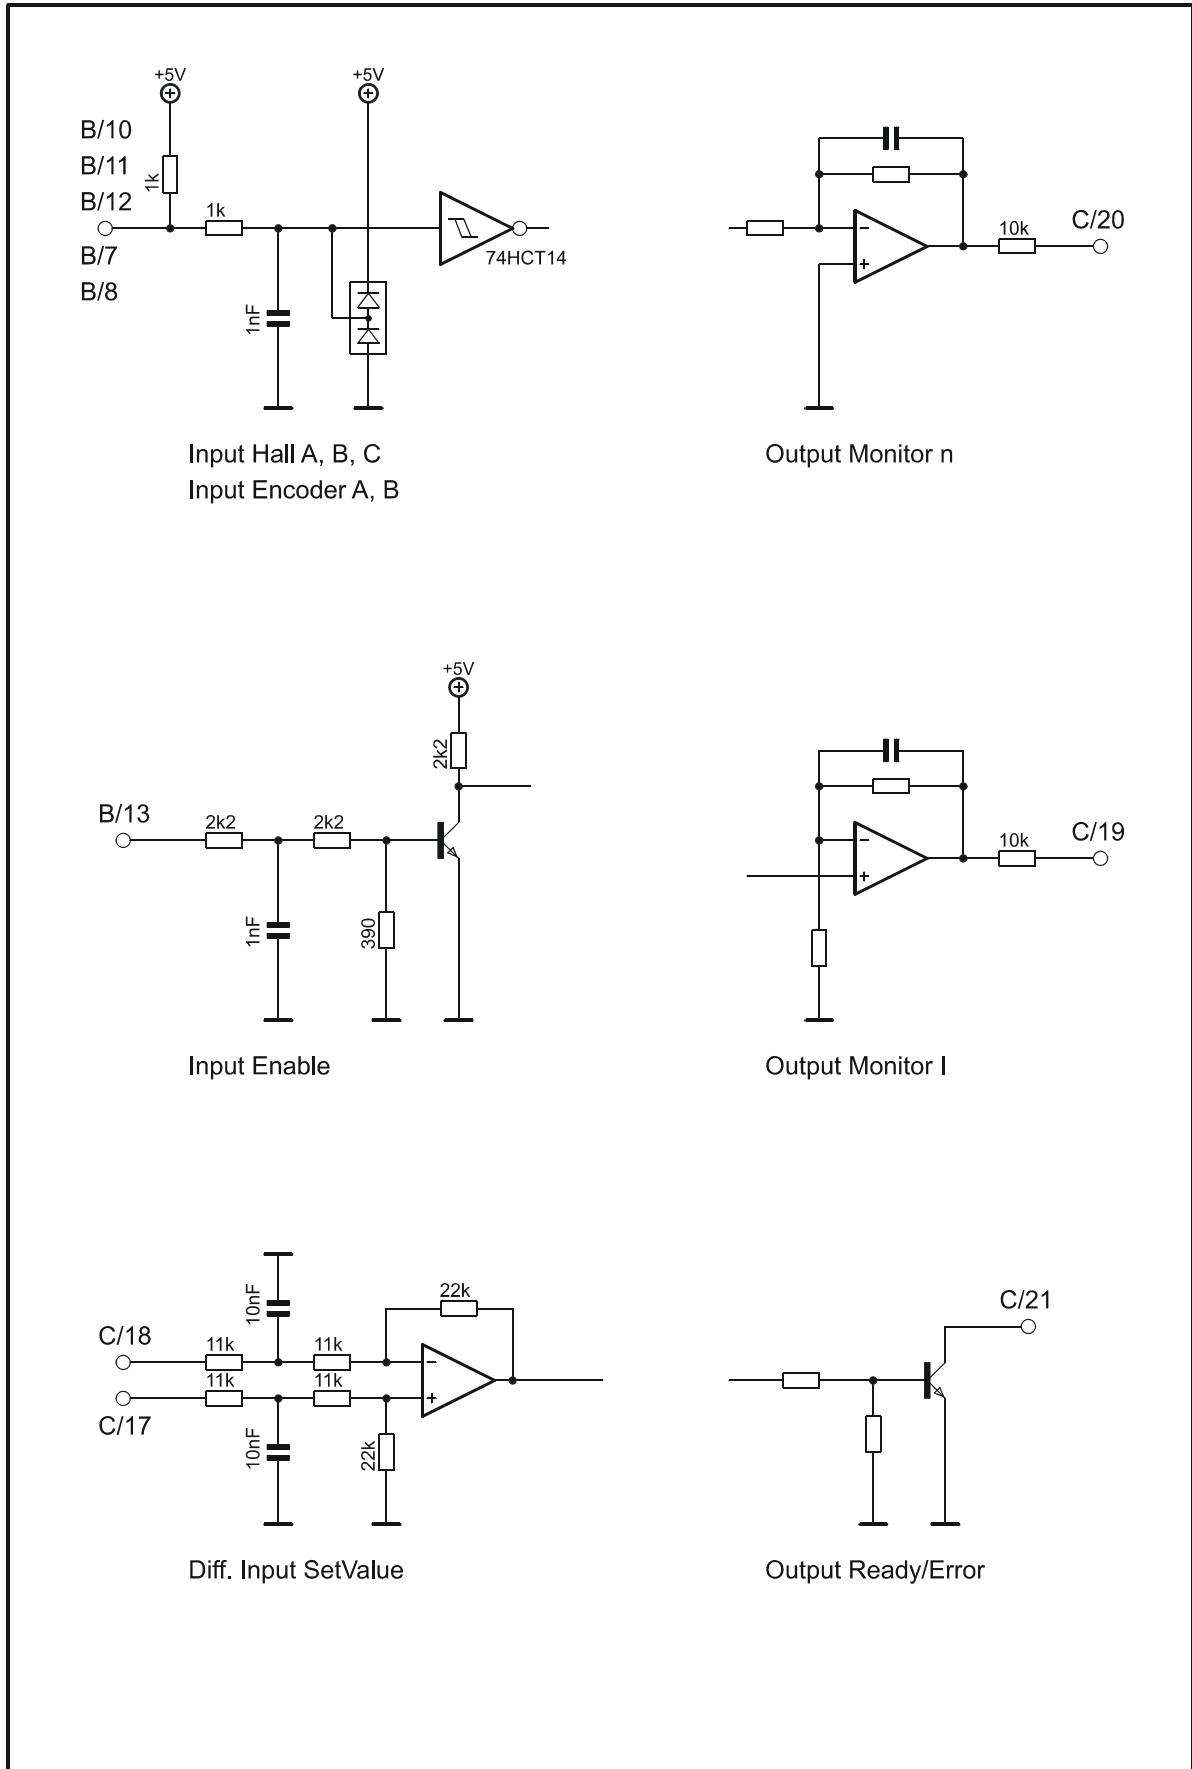 +5V
+5V
B/10
B/11
B/12
B/7
B/8
1k
1k
1nF
74HCT14
Input Hall A, B, C
Input Encoder A, B
−
+
10k
C/20
Output Monitor n
+5V
2k2
B/13
2k2
2k2
1nF
390
Input Enable
−
+
10k
C/19
Output Monitor I
10nF
22k
C/18
11k
11k
11k
11k
−
+
C/17
10nF
22k
Diff. Input SetValue
C/21
Output Ready/Error